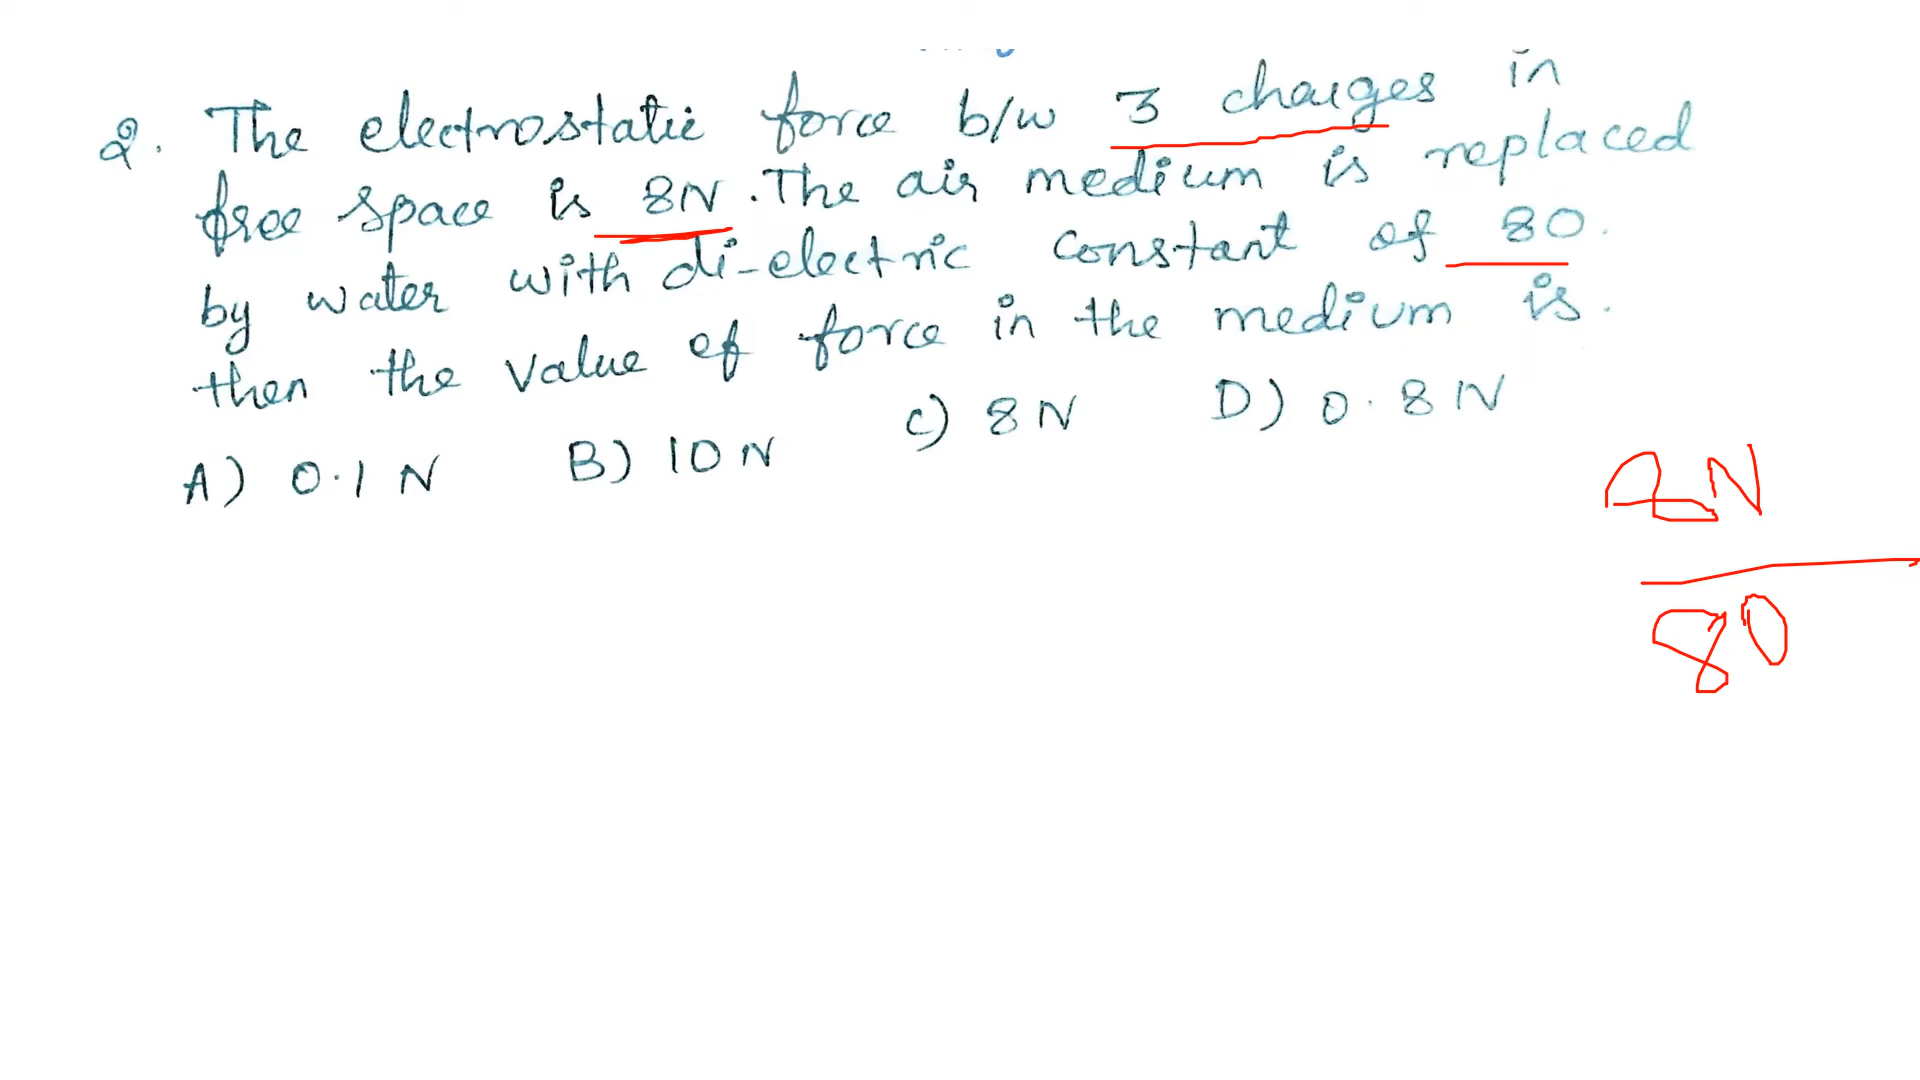 2. The electrostatic force b/w 3 charges in
free space is 8N. The air medium is replaced
by water with di-electric constant of 80.
then the value of force in the medium is.
A) 0.1 N B) 10 N C) 8 N D) 0.8 N
N
80